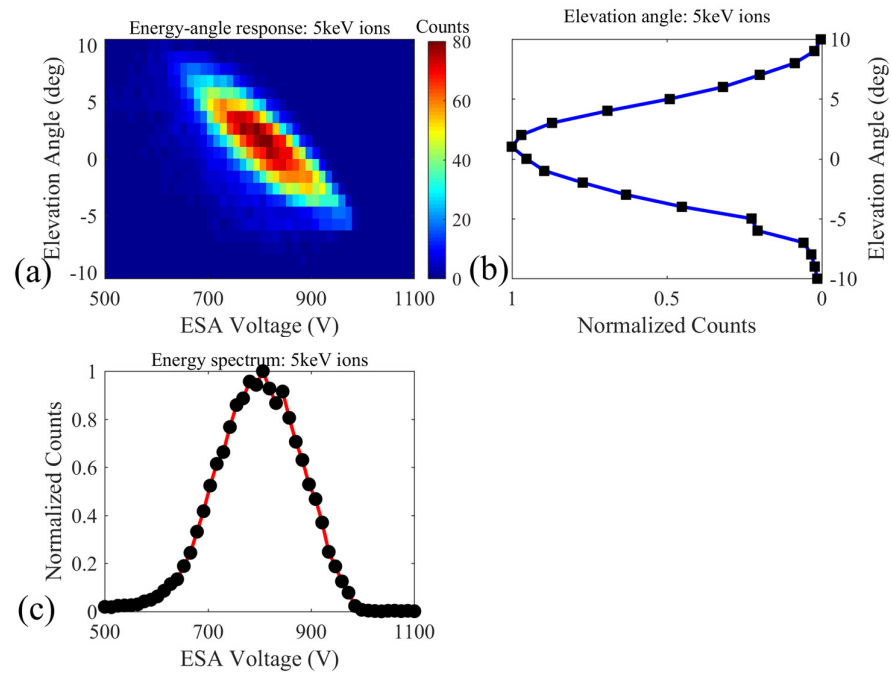 Energy-angle response: 5keV ions
Counts
Elevation Angle (deg)
10
5
0
-5
-10
500
700
900
1100
ESA Voltage (V)
80
60
40
20
0
(a)
Elevation angle: 5keV ions
10
5
0
-5
-10
Elevation Angle (deg)
1
0.5
0
Normalized Counts
(b)
Energy spectrum: 5keV ions
Normalized Counts
1
0.8
0.6
0.4
0.2
0
500
700
900
1100
ESA Voltage (V)
(c)